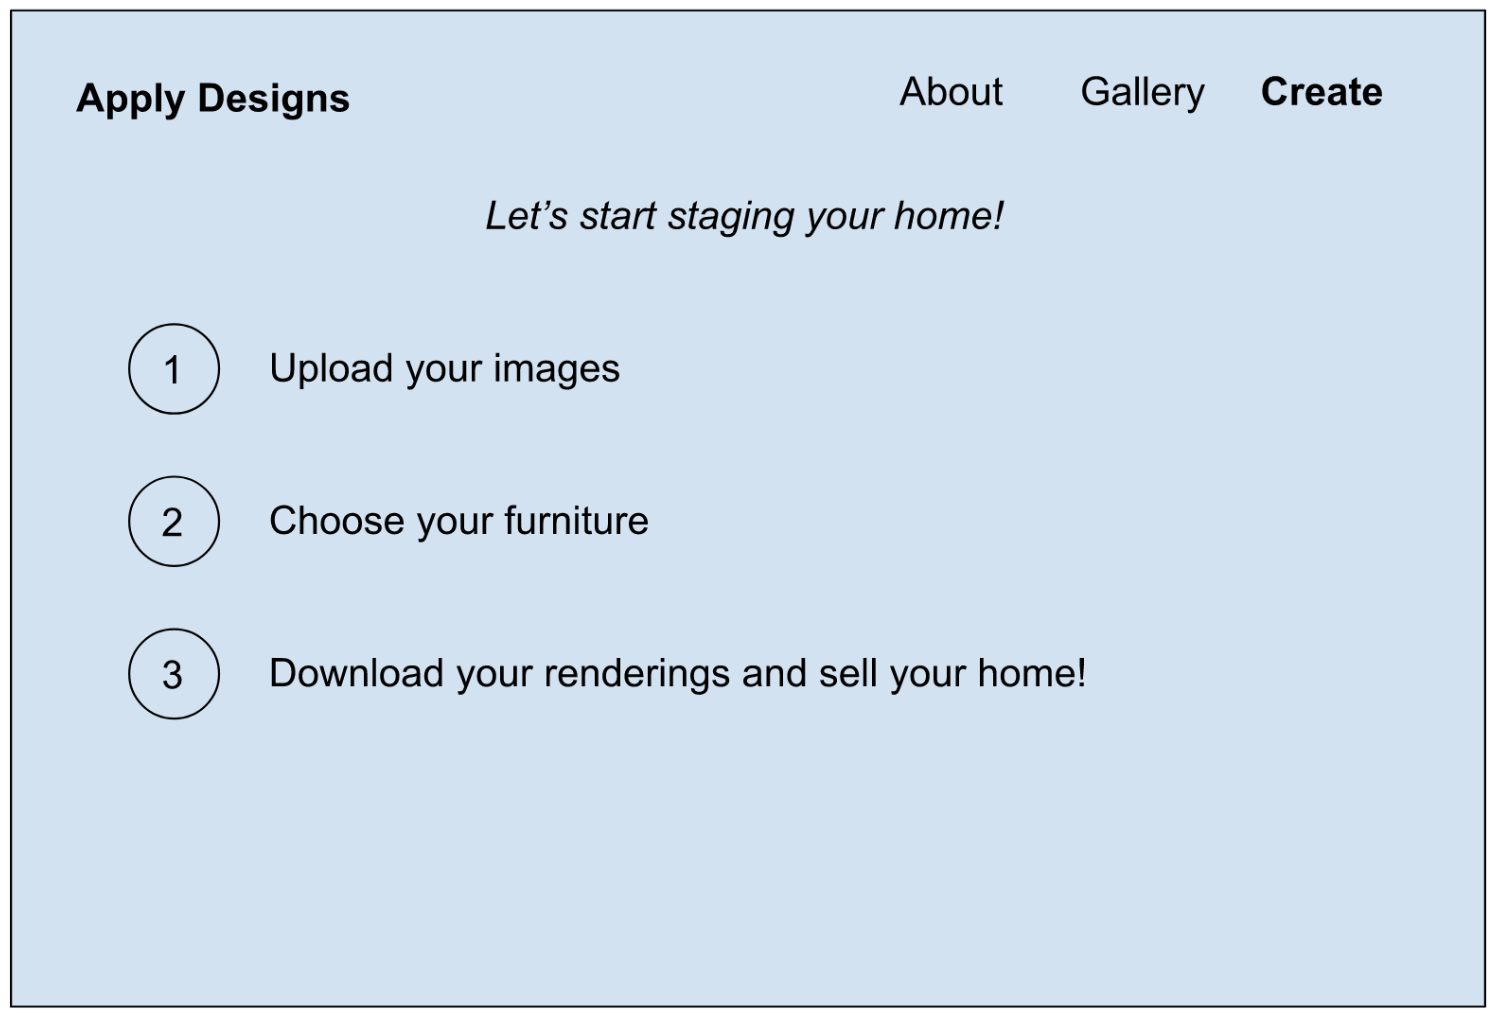 Apply Designs
About Gallery Create
Let’s start staging your home!
1 Upload your images
2 Choose your furniture
3 Download your renderings and sell your home!